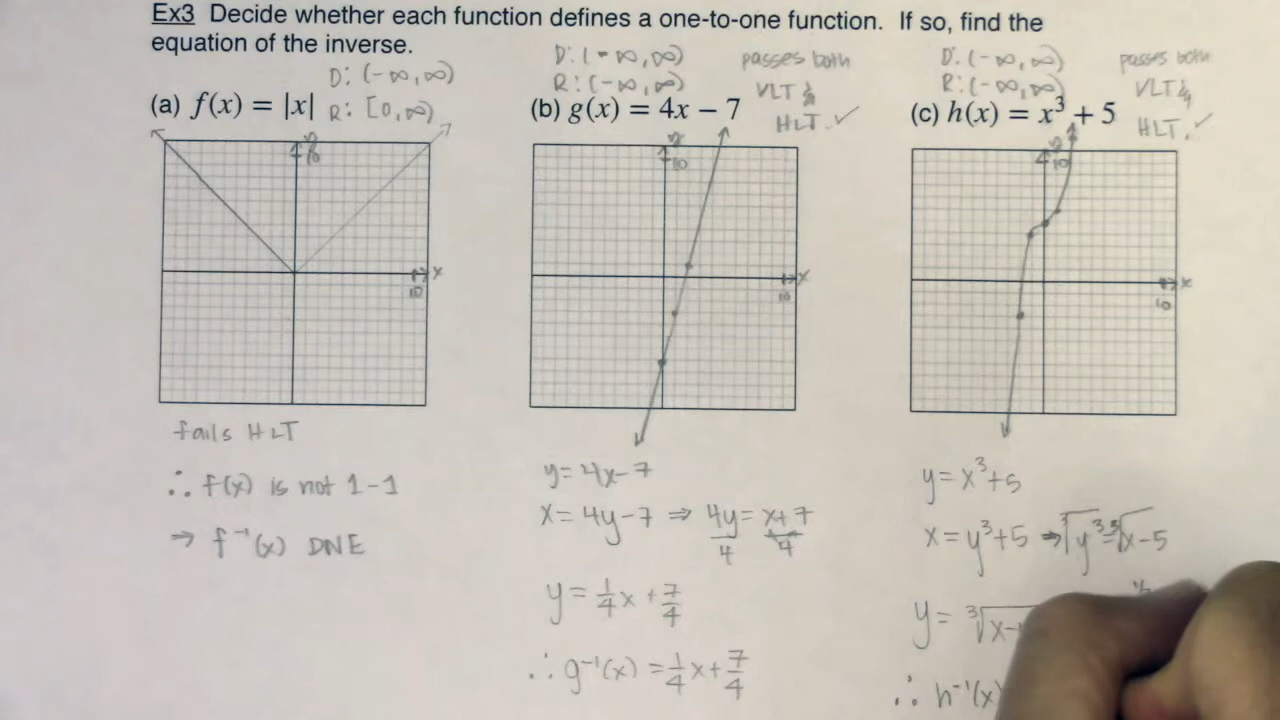 Ex3 Decide whether each function defines a one-to-one function. If so, find the
equation of the inverse.
D: (-∞,∞)
(a) f(x) = |x| R: [0,∞)
10
x
10
fails HLT
∴ f(x) is not 1-1
⇒ f⁻¹(x) DNE
D: (-∞,∞)
R: (-∞,∞)
passes both
VLT &
HLT. ✓
(b) g(x) = 4x − 7
10
x
10
y=4x-7
x=4y-7 ⇒ 4y/4 = x+7/4
y= 1/4 x + 7/4
∴ g⁻¹(x) = 1/4 x + 7/4
D: (-∞,∞)
R: (-∞,∞)
passes both
VLT &
HLT. ✓
(c) h(x) = x³ + 5
10
x
10
y=x³+5
x=y³+5 ⇒ ∛y³=∛x-5
y= ∛x-
∴ h⁻¹(x)